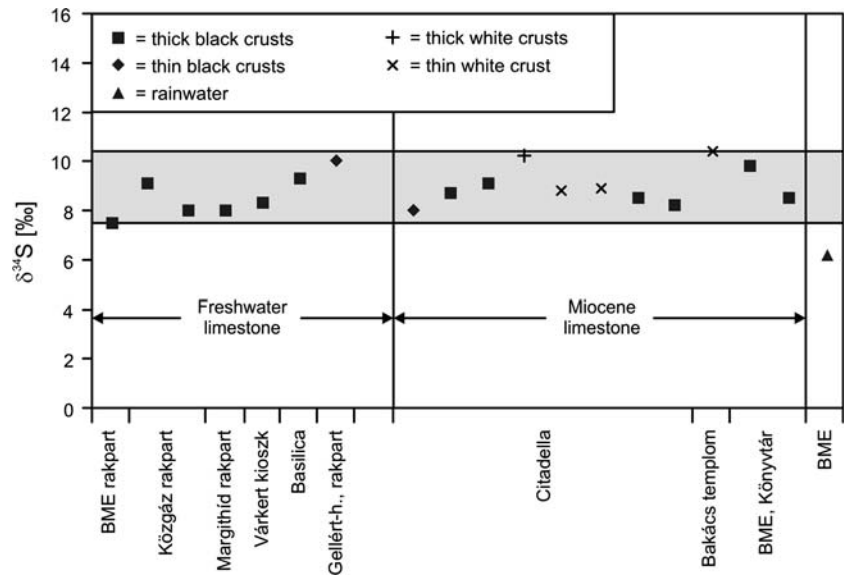 16
14
12
10
8
6
4
2
0
δ³⁴S [‰]
■ = thick black crusts
◆ = thin black crusts
▲ = rainwater
+ = thick white crusts
× = thin white crust
Freshwater
limestone
Miocene
limestone
BME rakpart
Közgáz rakpart
Margithíd rakpart
Várkert kioszk
Basilica
Gellért-h., rakpart
Citadella
Bakács templom
BME, Könyvtár
BME